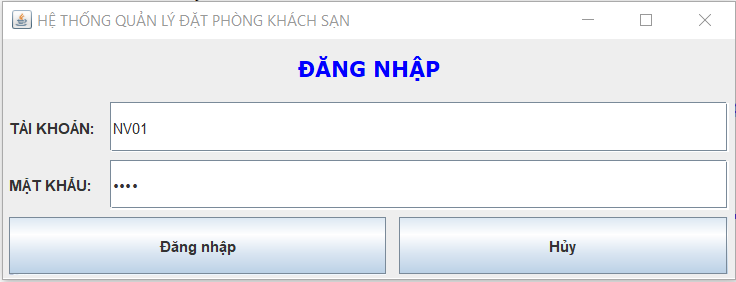 HỆ THỐNG QUẢN LÝ ĐẶT PHÒNG KHÁCH SẠN
ĐĂNG NHẬP
TÀI KHOẢN: NV01
MẬT KHẨU: ••••
Đăng nhập Hủy